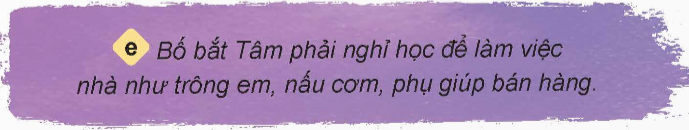 e Bố bắt Tâm phải nghỉ học để làm việc
nhà như trông em, nấu cơm, phụ giúp bán hàng.